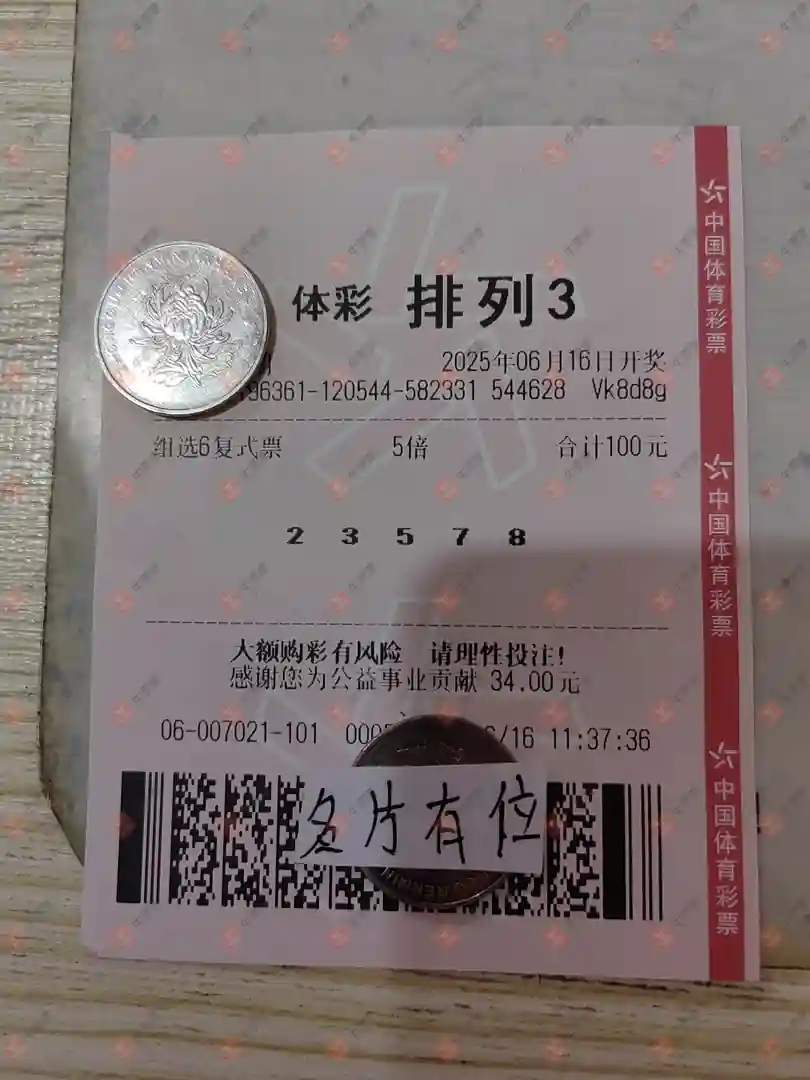 体彩 排列3
2025年06月16日开奖
96361-120544-582331 544628 Vk8d8g
组选6复式票 5倍 合计100元
2 3 5 7 8
大额购彩有风险 请理性投注!
感谢您为公益事业贡献 34.00元
06-007021-101 000 /16 11:37:36
名片有位
中国体育彩票
中国体育彩票
中国体育彩票